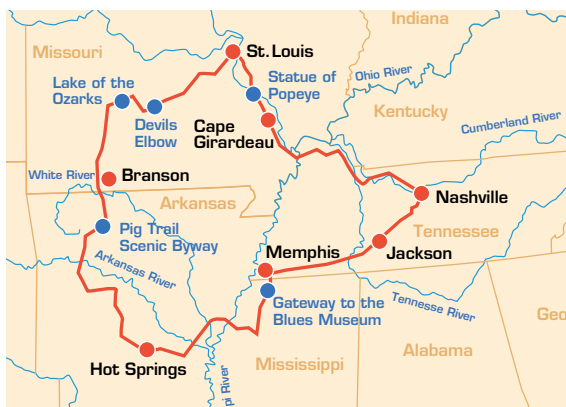 Indiana
Missouri
St. Louis
Ohio River
Lake of the
Ozarks
Statue of
Popeye
Devils
Elbow
Kentucky
Cape
Girardeau
Cumberland River
White River
Branson
Nashville
Arkansas
Pig Trail
Scenic Byway
Tennessee
Memphis
Jackson
Arkansas River
Gateway to the
Blues Museum
Tennessee River
Geo
Hot Springs
Mississippi
Alabama
pi River